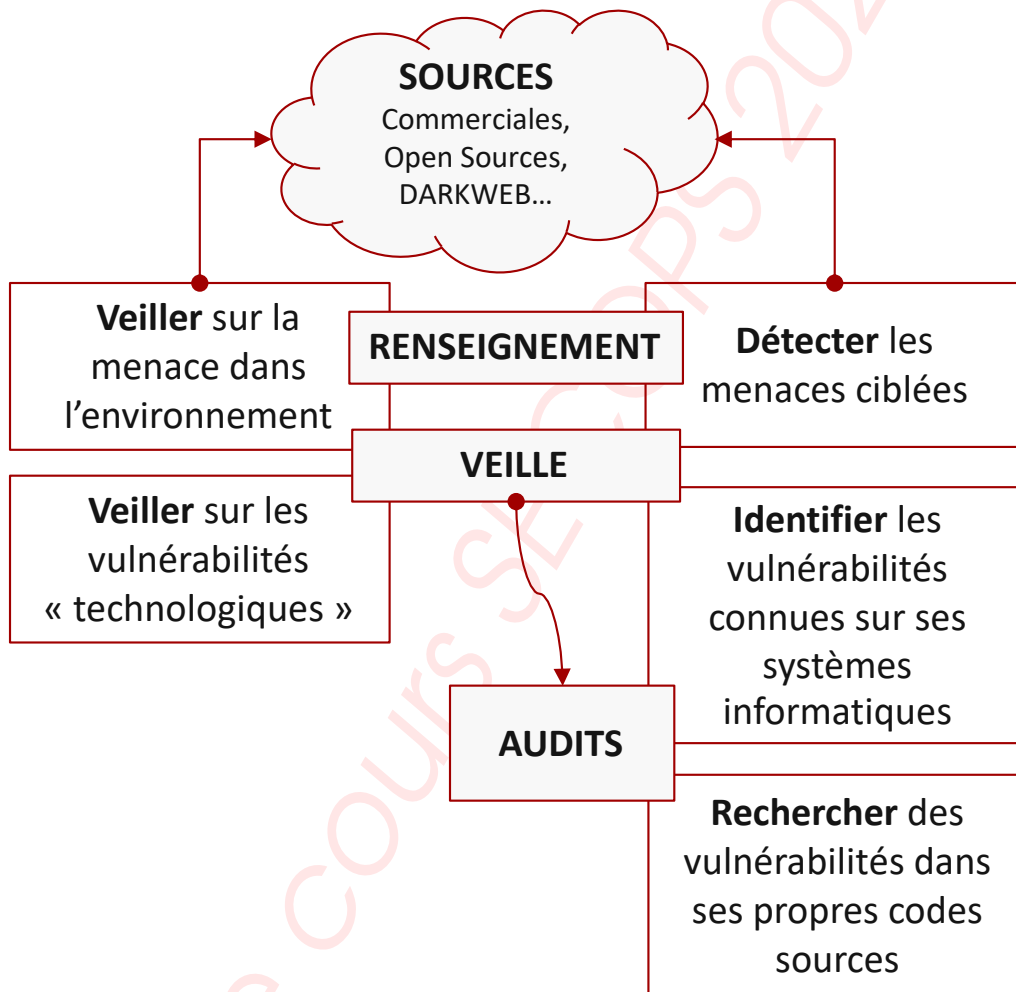 SOURCES
Commerciales,
Open Sources,
DARKWEB...
Veiller sur la
menace dans
l’environnement
RENSEIGNEMENT
Détecter les
menaces ciblées
VEILLE
Veiller sur les
vulnérabilités
« technologiques »
Identifier les
vulnérabilités
connues sur ses
systèmes
informatiques
AUDITS
Rechercher des
vulnérabilités dans
ses propres codes
sources
cours SECOPS